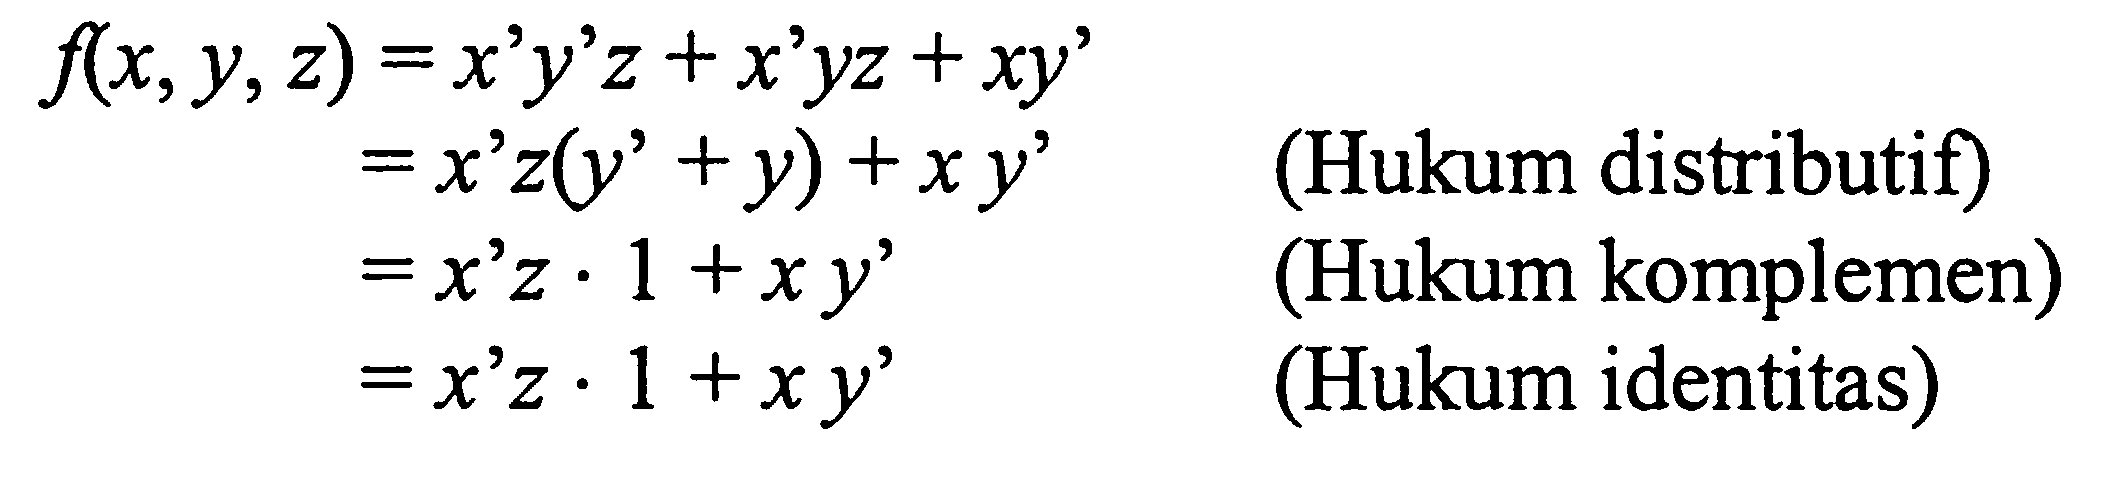 f(x, y, z) = x’y’z + x’yz + xy’
= x’z(y’ + y) + x y’ (Hukum distributif)
= x’z · 1 + x y’ (Hukum komplemen)
= x’z · 1 + x y’ (Hukum identitas)